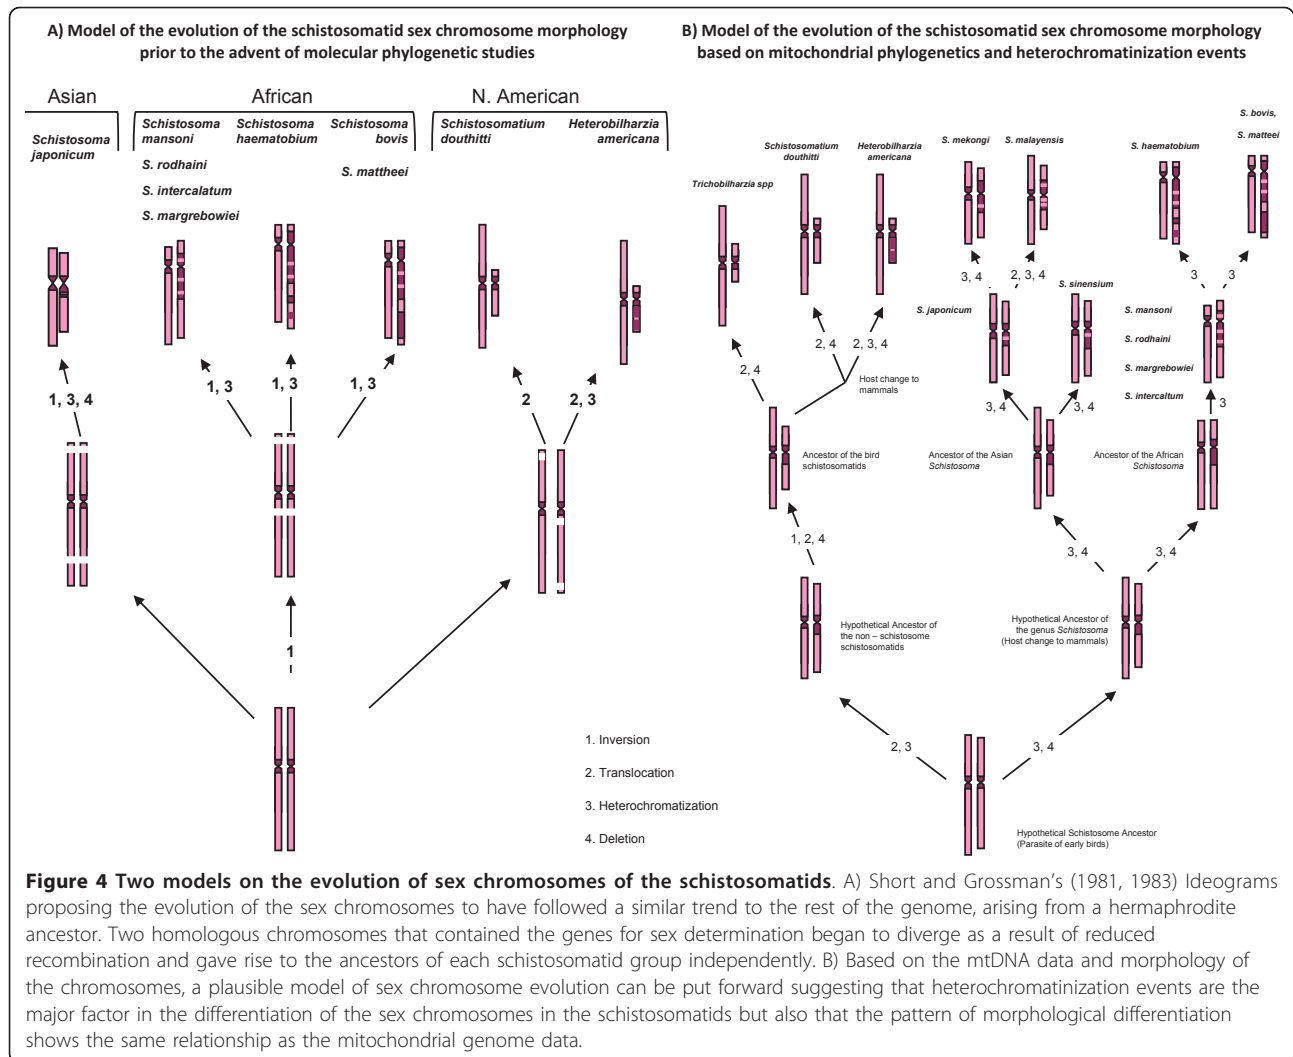 A) Model of the evolution of the schistosomatid sex chromosome morphology
prior to the advent of molecular phylogenetic studies
Asian
African
N. American
Schistosoma
japonicum
Schistosoma
mansoni
S. rodhaini
S. intercalatum
S. margrebowiei
Schistosoma
haematobium
Schistosoma
bovis
S. mattheei
Schistosomatium
douthitti
Heterobilharzia
americana
1, 3, 4
1, 3
1, 3
1, 3
2
2, 3
1
1. Inversion
2. Translocation
3. Heterochromatization
4. Deletion
B) Model of the evolution of the schistosomatid sex chromosome morphology
based on mitochondrial phylogenetics and heterochromatinization events
Trichobilharzia spp
Schistosomatium
douthitti
Heterobilharzia
americana
S. mekongi
S. malayensis
S. haematobium
S. bovis,
S. matteei
2, 4
2, 4
2, 3, 4
Host change to
mammals
3, 4
2, 3, 4
3
3
S. japonicum
S. sinensium
S. mansoni
S. rodhaini
S. margrebowiei
S. intercaltum
3, 4
3, 4
3
Ancestor of the bird
schistosomatids
Ancestor of the Asian
Schistosoma
Ancestor of the African
Schistosoma
1, 2, 4
3, 4
3, 4
Hypothetical Ancestor of
the non – schistosome
schistosomatids
Hypothetical Ancestor of
the genus Schistosoma
(Host change to mammals)
2, 3
3, 4
Hypothetical Schistosome Ancestor
(Parasite of early birds)
Figure 4 Two models on the evolution of sex chromosomes of the schistosomatids. A) Short and Grossman's (1981, 1983) Ideograms
proposing the evolution of the sex chromosomes to have followed a similar trend to the rest of the genome, arising from a hermaphrodite
ancestor. Two homologous chromosomes that contained the genes for sex determination began to diverge as a result of reduced
recombination and gave rise to the ancestors of each schistosomatid group independently. B) Based on the mtDNA data and morphology of
the chromosomes, a plausible model of sex chromosome evolution can be put forward suggesting that heterochromatinization events are the
major factor in the differentiation of the sex chromosomes in the schistosomatids but also that the pattern of morphological differentiation
shows the same relationship as the mitochondrial genome data.